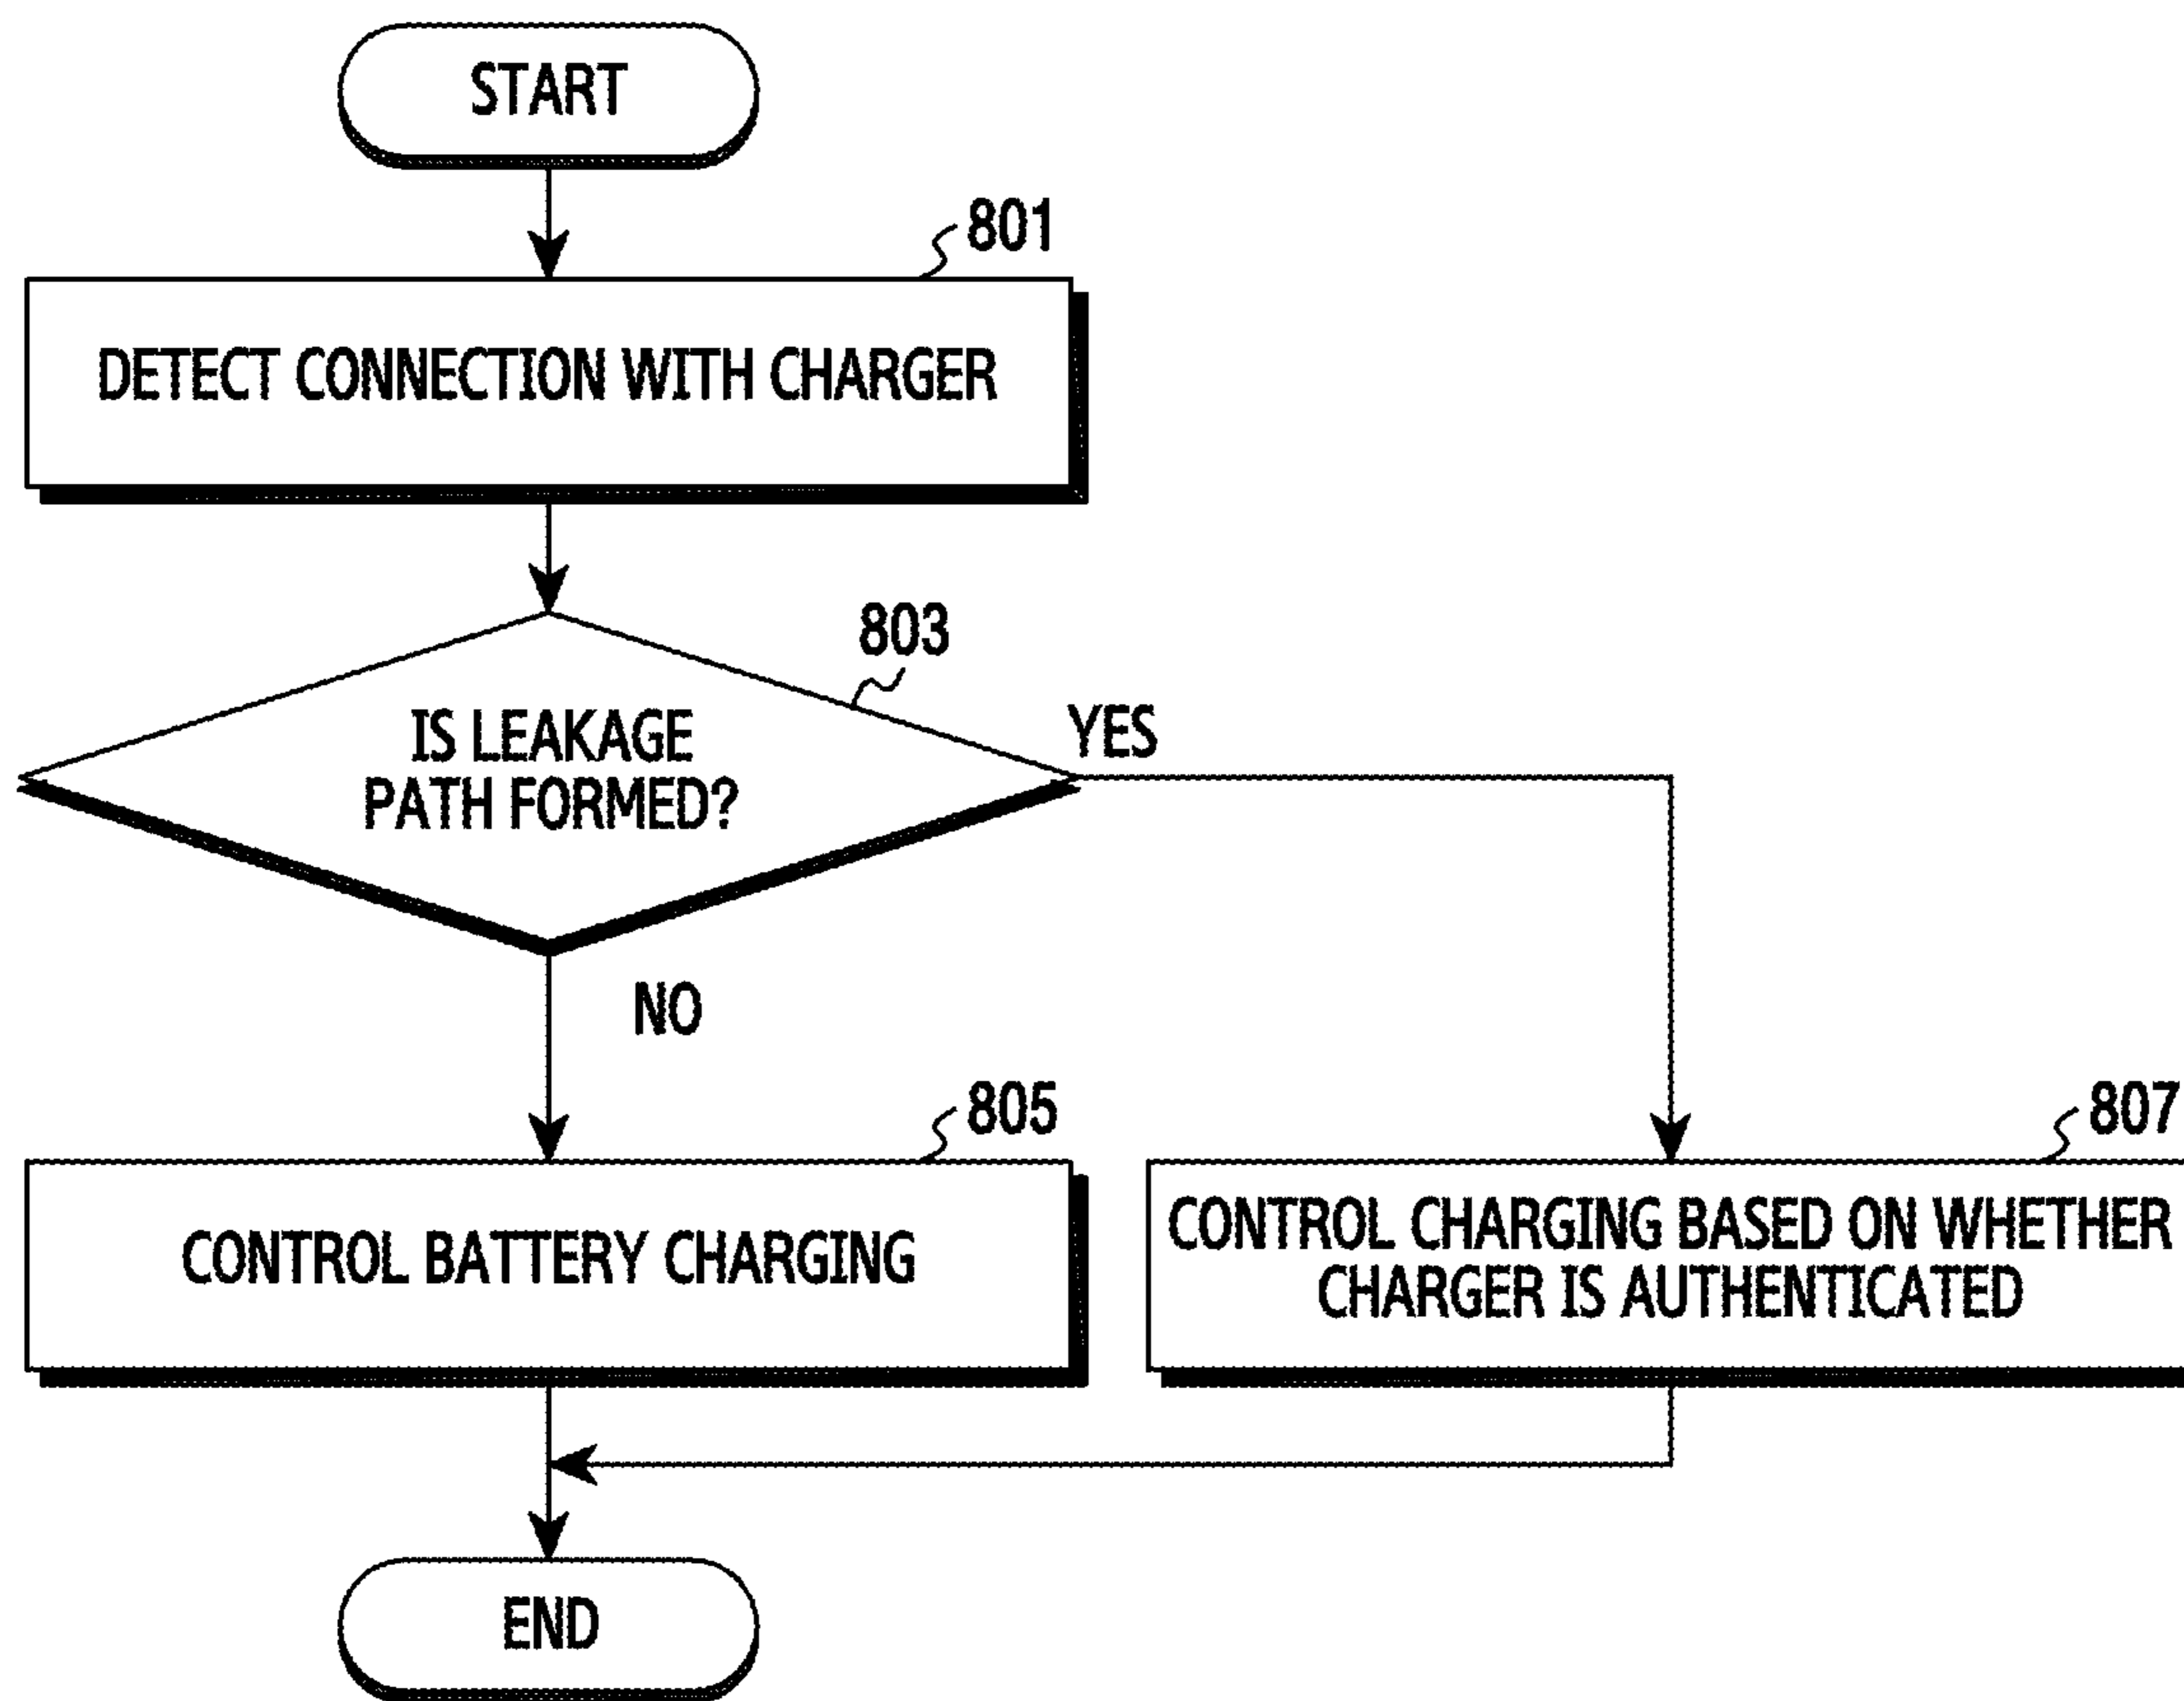 START
801
DETECT CONNECTION WITH CHARGER
803
IS LEAKAGE
PATH FORMED?
YES
NO
805
CONTROL BATTERY CHARGING
807
CONTROL CHARGING BASED ON WHETHER
CHARGER IS AUTHENTICATED
END